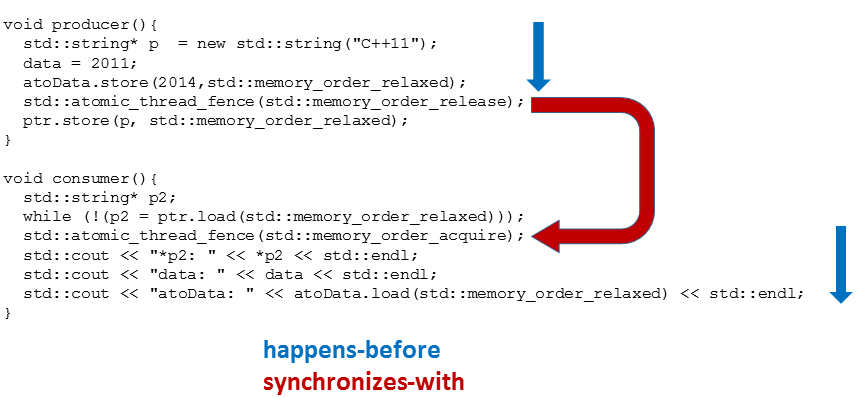 void producer(){
  std::string* p  = new std::string("C++11");
  data = 2011;
  atoData.store(2014,std::memory_order_relaxed);
  std::atomic_thread_fence(std::memory_order_release);
  ptr.store(p, std::memory_order_relaxed);
}
void consumer(){
  std::string* p2;
  while (!(p2 = ptr.load(std::memory_order_relaxed)));
  std::atomic_thread_fence(std::memory_order_acquire);
  std::cout << "*p2: " << *p2 << std::endl;
  std::cout << "data: " << data << std::endl;
  std::cout << "atoData: " << atoData.load(std::memory_order_relaxed) << std::endl;
}
happens-before
synchronizes-with